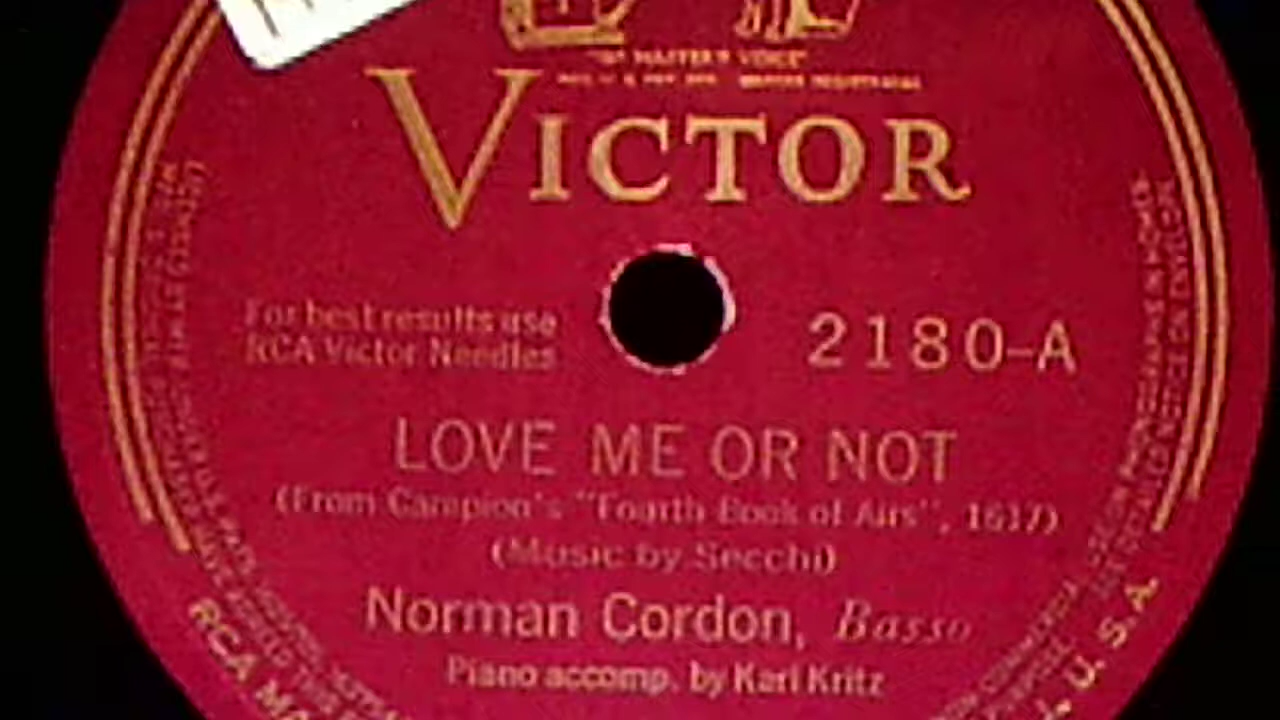 "HIS MASTER'S VOICE"
VICTOR
For best results use
RCA Victor Needles
2180-A
LOVE ME OR NOT
(From Campion's "Fourth Book of Airs", 1617)
(Music by Secchi)
Norman Cordon, Basso
Piano accomp. by Karl Kritz
RCA
U. S. A.